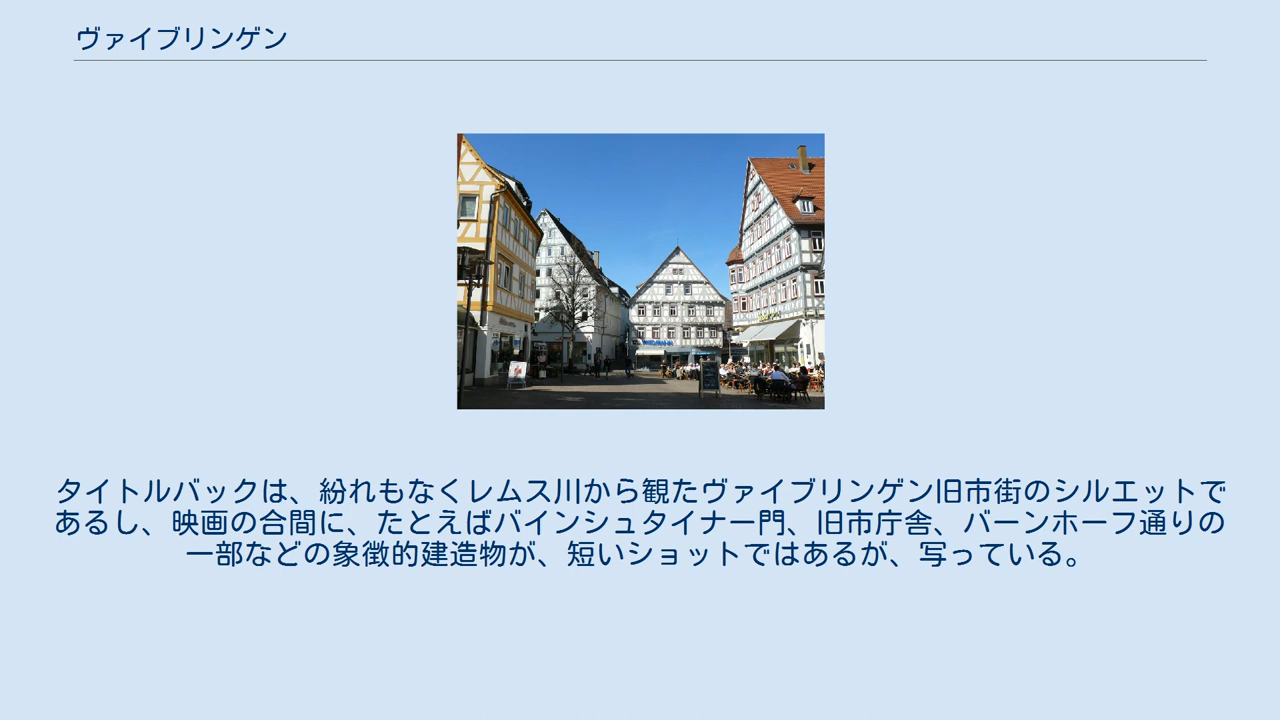 ヴァイブリンゲン
タイトルバックは、紛れもなくレムス川から観たヴァイブリンゲン旧市街のシルエットで
あるし、映画の合間に、たとえばバインシュタイナー門、旧市庁舎、バーンホーフ通りの
一部などの象徴的建造物が、短いショットではあるが、写っている。